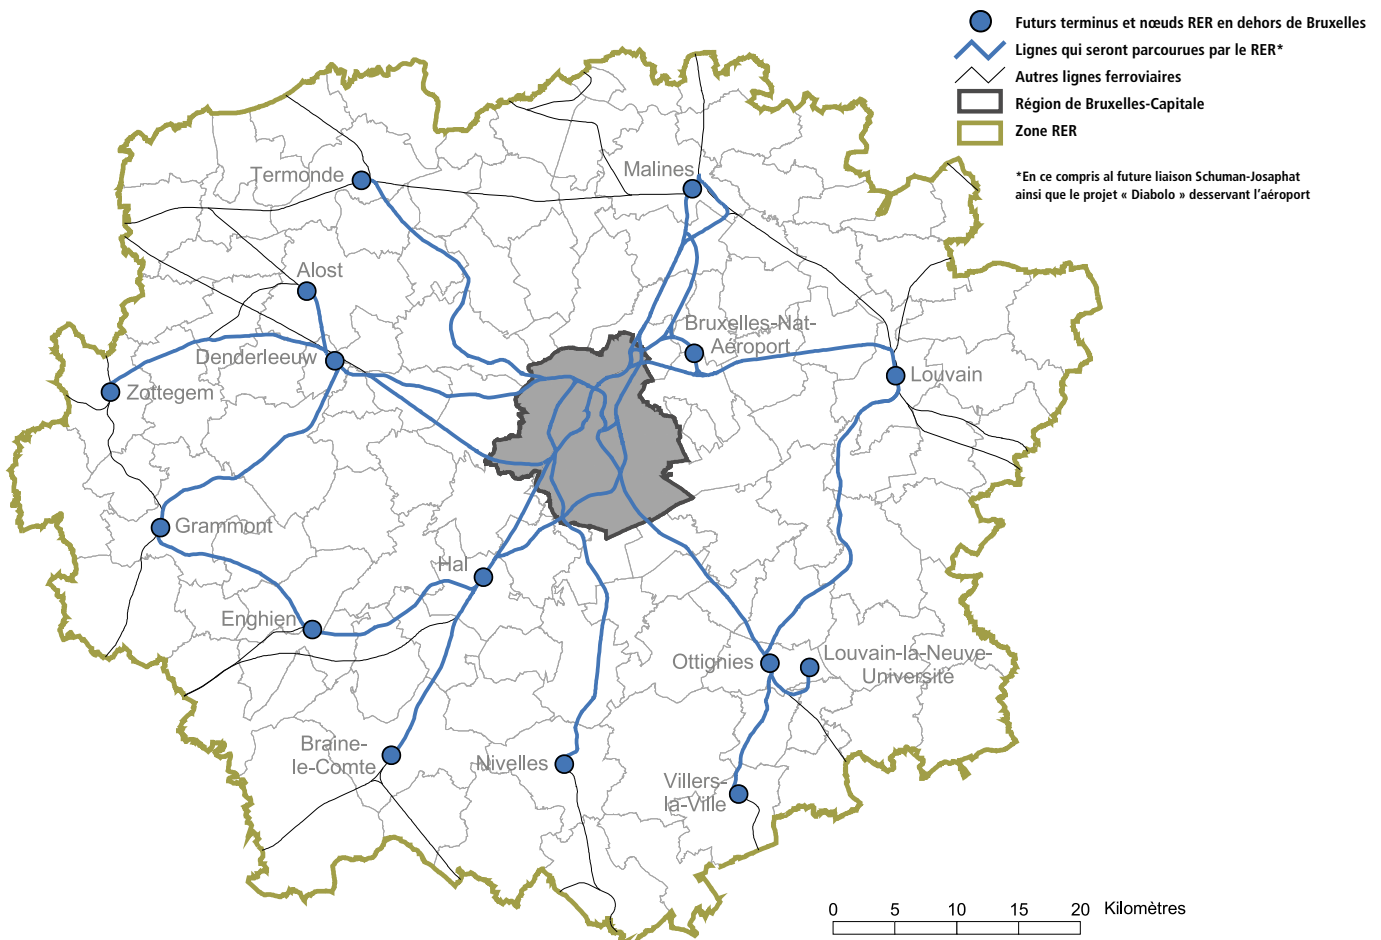 Futurs terminus et nœuds RER en dehors de Bruxelles
Lignes qui seront parcourues par le RER*
Autres lignes ferroviaires
Région de Bruxelles-Capitale
Zone RER
*En ce compris al future liaison Schuman-Josaphat
ainsi que le projet « Diabolo » desservant l'aéroport
Termonde
Malines
Alost
Bruxelles-Nat-
Aéroport
Denderleeuw
Zottegem
Louvain
Grammont
Hal
Enghien
Ottignies
Louvain-la-Neuve-
Université
Braine-
le-Comte
Nivelles
Villers-
la-Ville
0 5 10 15 20 Kilomètres